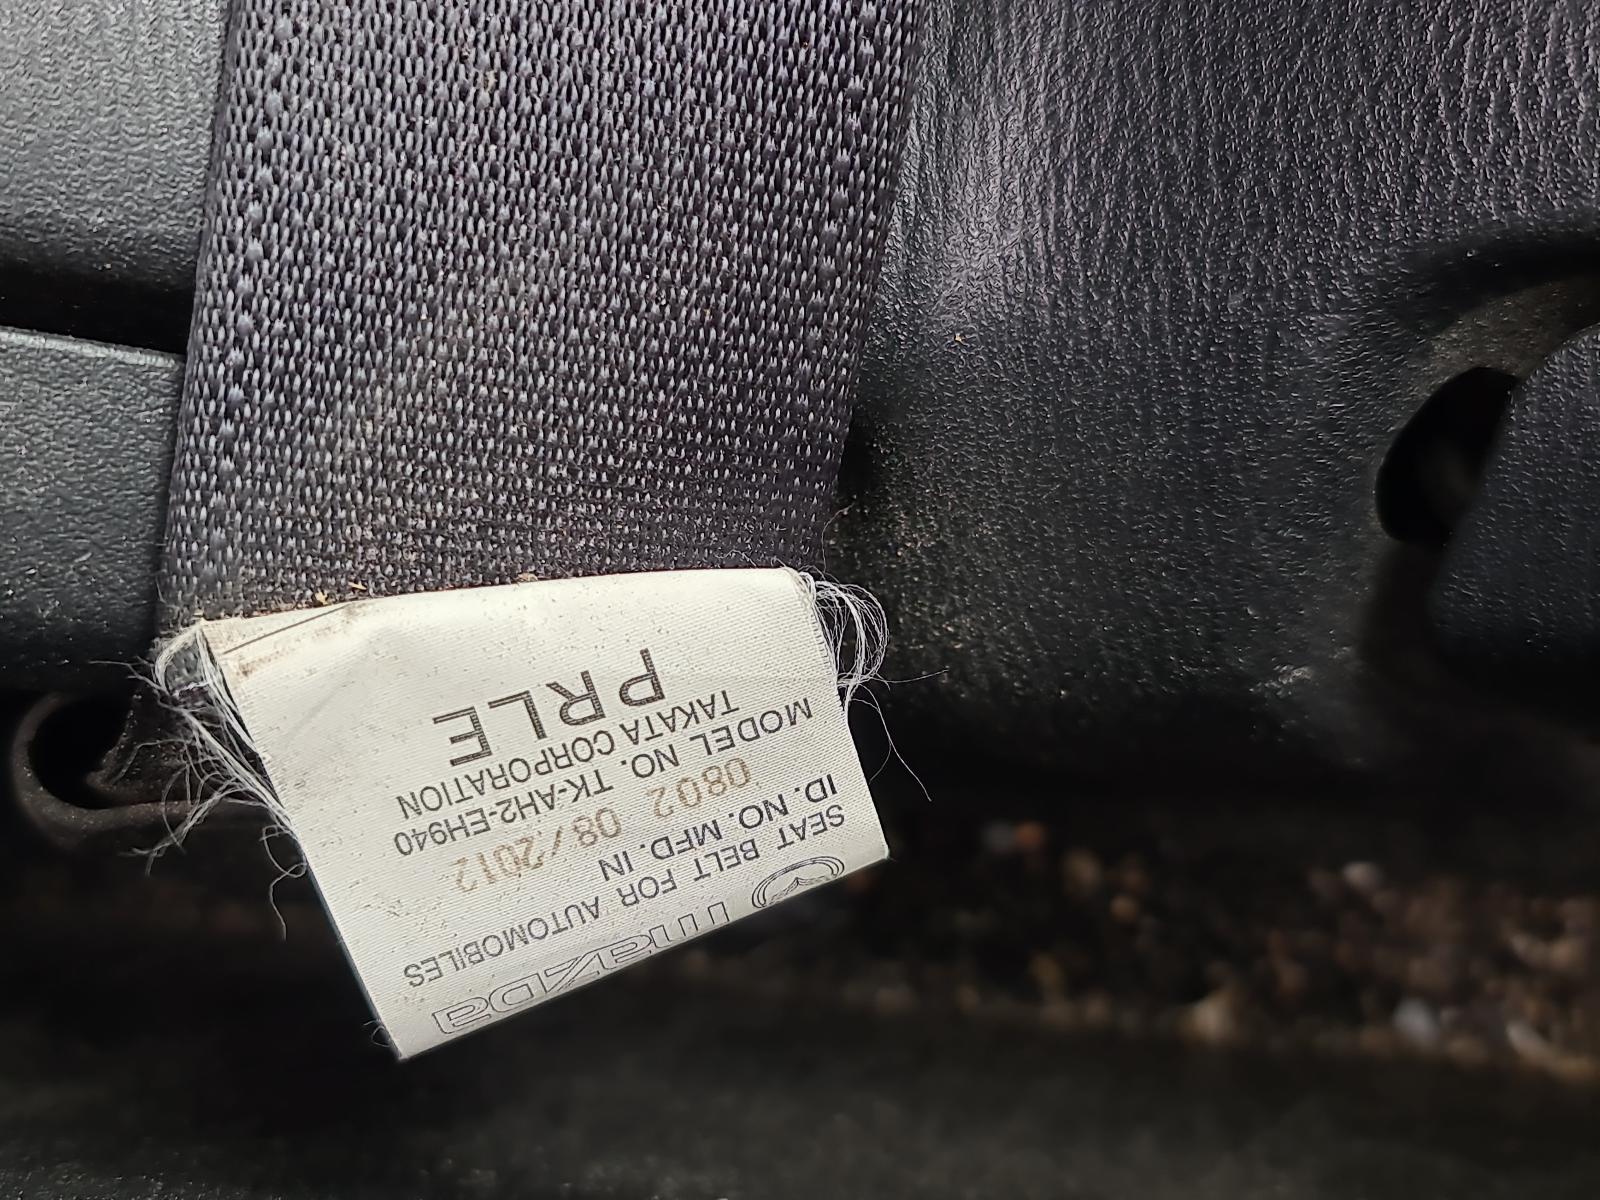 mazda
SEAT BELT FOR AUTOMOBILES
ID. NO. MFD. IN
0802 08/2012
MODEL NO. TK-AH2-EH940
TAKATA CORPORATION
PRLE